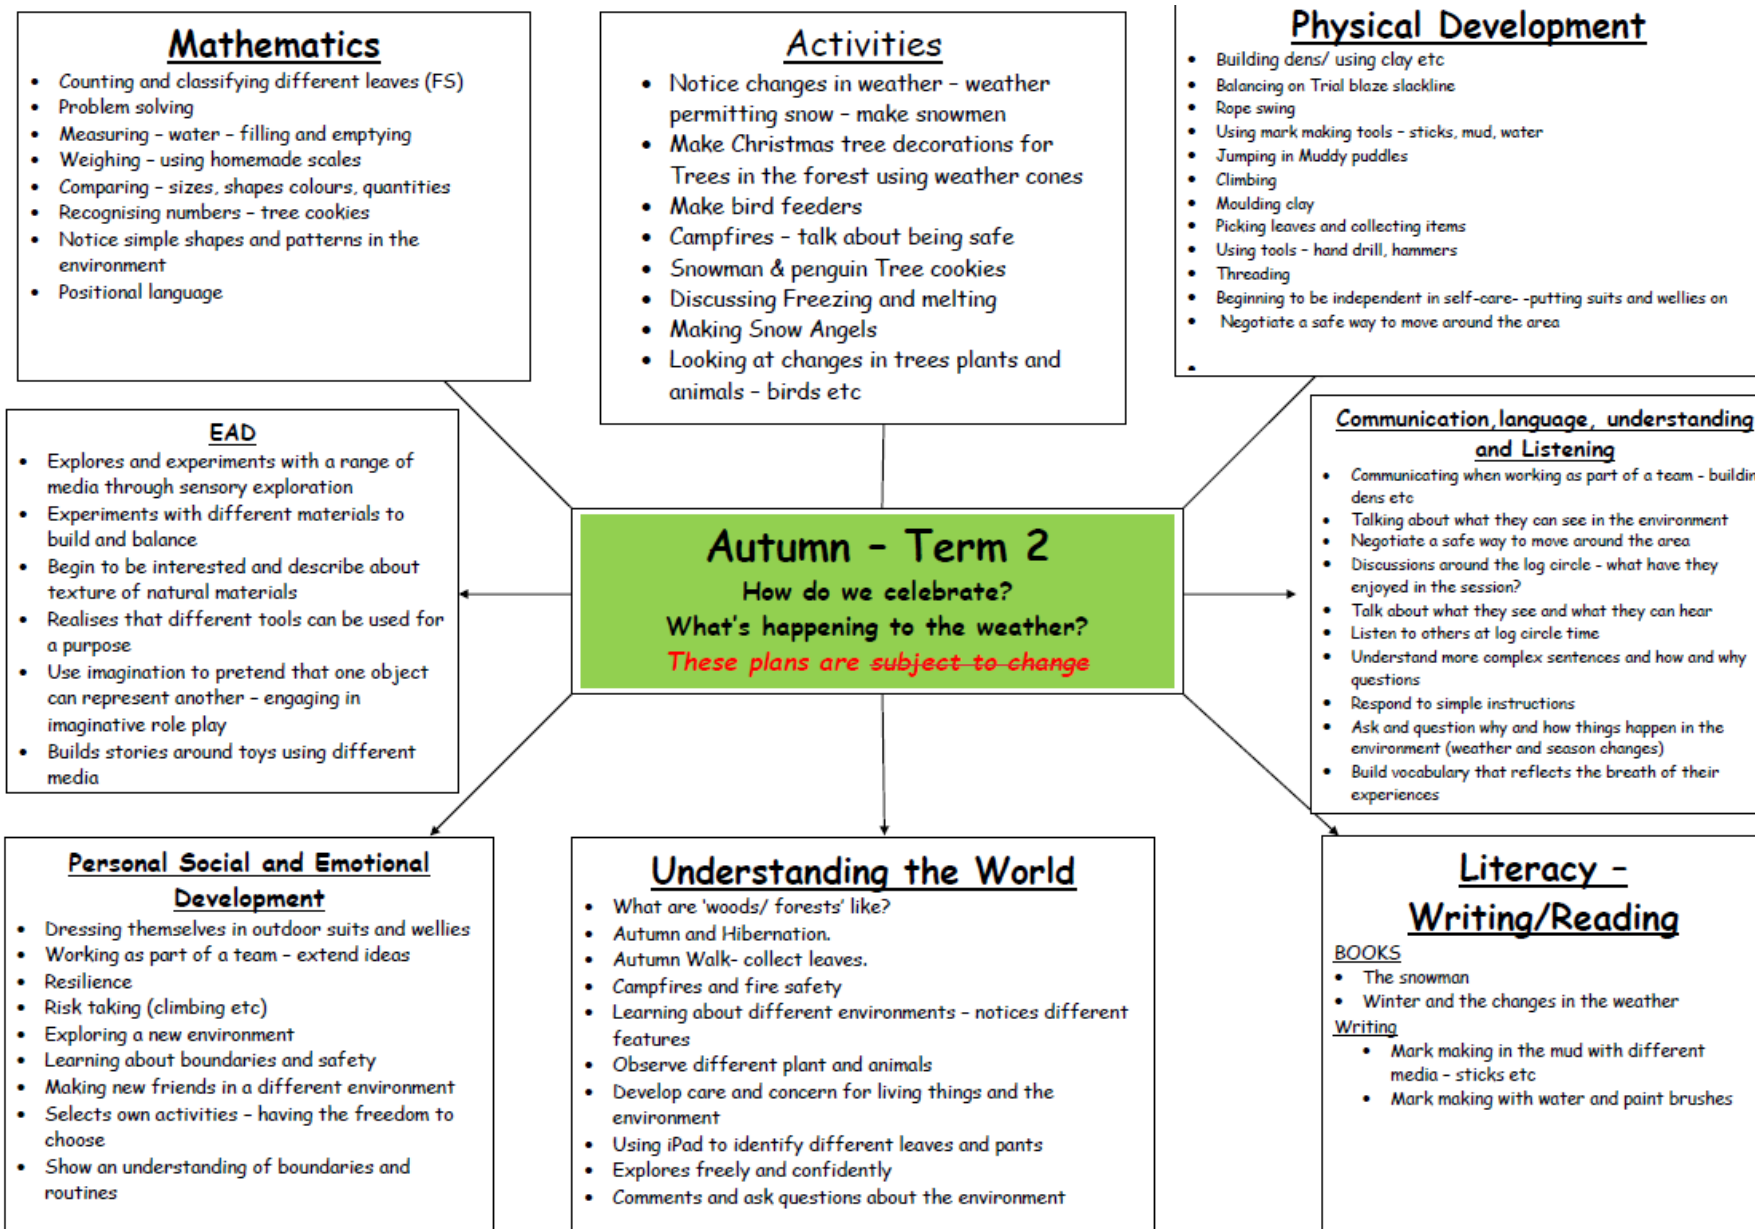 Mathematics
• Counting and classifying different leaves (FS)
• Problem solving
• Measuring – water – filling and emptying
• Weighing – using homemade scales
• Comparing – sizes, shapes colours, quantities
• Recognising numbers – tree cookies
• Notice simple shapes and patterns in the
environment
• Positional language
Activities
• Notice changes in weather – weather
permitting snow – make snowmen
• Make Christmas tree decorations for
Trees in the forest using weather cones
• Make bird feeders
• Campfires – talk about being safe
• Snowman & penguin Tree cookies
• Discussing Freezing and melting
• Making Snow Angels
• Looking at changes in trees plants and
animals – birds etc
Physical Development
• Building dens/ using clay etc
• Balancing on Trial blaze slackline
• Rope swing
• Using mark making tools – sticks, mud, water
• Jumping in Muddy puddles
• Climbing
• Moulding clay
• Picking leaves and collecting items
• Using tools – hand drill, hammers
• Threading
• Beginning to be independent in self-care- -putting suits and wellies on
• Negotiate a safe way to move around the area
•
EAD
• Explores and experiments with a range of
media through sensory exploration
• Experiments with different materials to
build and balance
• Begin to be interested and describe about
texture of natural materials
• Realises that different tools can be used for
a purpose
• Use imagination to pretend that one object
can represent another – engaging in
imaginative role play
• Builds stories around toys using different
media
Autumn – Term 2
How do we celebrate?
What's happening to the weather?
These plans are subject to change
Communication,language, understanding
and Listening
• Communicating when working as part of a team - buildin
dens etc
• Talking about what they can see in the environment
• Negotiate a safe way to move around the area
• Discussions around the log circle - what have they
enjoyed in the session?
• Talk about what they see and what they can hear
• Listen to others at log circle time
• Understand more complex sentences and how and why
questions
• Respond to simple instructions
• Ask and question why and how things happen in the
environment (weather and season changes)
• Build vocabulary that reflects the breath of their
experiences
Personal Social and Emotional
Development
• Dressing themselves in outdoor suits and wellies
• Working as part of a team – extend ideas
• Resilience
• Risk taking (climbing etc)
• Exploring a new environment
• Learning about boundaries and safety
• Making new friends in a different environment
• Selects own activities – having the freedom to
choose
• Show an understanding of boundaries and
routines
Understanding the World
• What are 'woods/ forests' like?
• Autumn and Hibernation.
• Autumn Walk- collect leaves.
• Campfires and fire safety
• Learning about different environments – notices different
features
• Observe different plant and animals
• Develop care and concern for living things and the
environment
• Using iPad to identify different leaves and pants
• Explores freely and confidently
• Comments and ask questions about the environment
Literacy –
Writing/Reading
BOOKS
• The snowman
• Winter and the changes in the weather
Writing
• Mark making in the mud with different
media – sticks etc
• Mark making with water and paint brushes